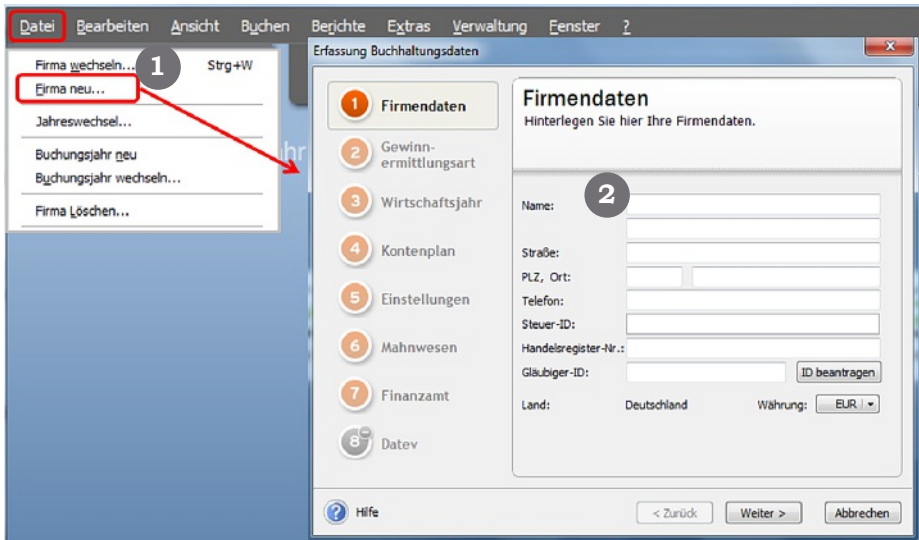 Datei Bearbeiten Ansicht Buchen Berichte Extras Verwaltung Fenster ?
Firma wechseln... Strg+W
1
Firma neu...
Jahreswechsel...
Buchungsjahr neu
Buchungsjahr wechseln...
Firma Löschen...
hr
Erfassung Buchhaltungsdaten
x
1 Firmendaten
2 Gewinn-
ermittlungsart
3 Wirtschaftsjahr
4 Kontenplan
5 Einstellungen
6 Mahnwesen
7 Finanzamt
8 Datev
Firmendaten
Hinterlegen Sie hier Ihre Firmendaten.
2
Name:
Straße:
PLZ, Ort:
Telefon:
Steuer-ID:
Handelsregister-Nr.:
Gläubiger-ID: ID beantragen
Land: Deutschland Währung: EUR
? Hilfe < Zurück Weiter > Abbrechen